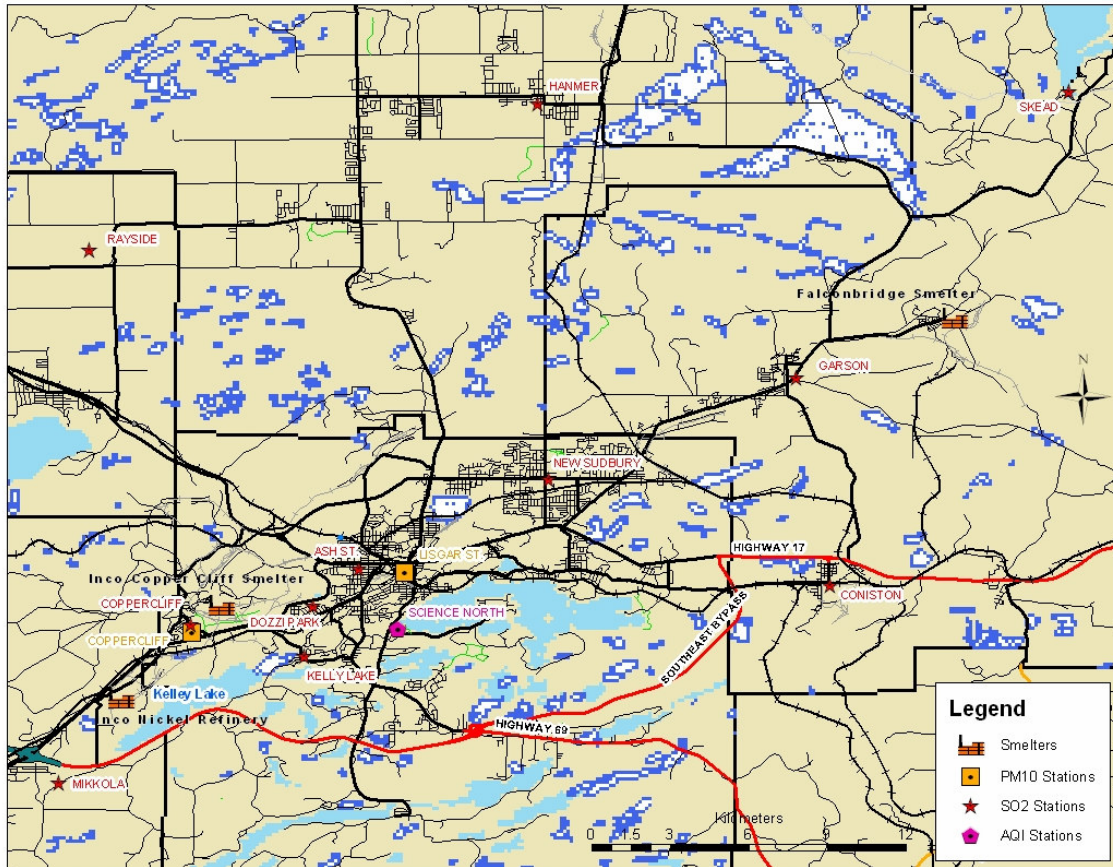 HANMER
SKEAD
RAYSIDE
Falconbridge Smelter
GARSON
N
NEW SUDBURY
HIGHWAY 17
ASH ST.
LISGAR ST.
Inco Copper Cliff Smelter
CONISTON
COPPERCLIFF
DOZZI PARK
SCIENCE NORTH
COPPERCLIFF
SOUTHEAST BYPASS
KELLY LAKE
Kelley Lake
Inco Nickel Refinery
HIGHWAY 69
MIKKOLA
Kilometers
0 1.5 3 6 9 12
Legend
Smelters
PM10 Stations
SO2 Stations
AQI Stations